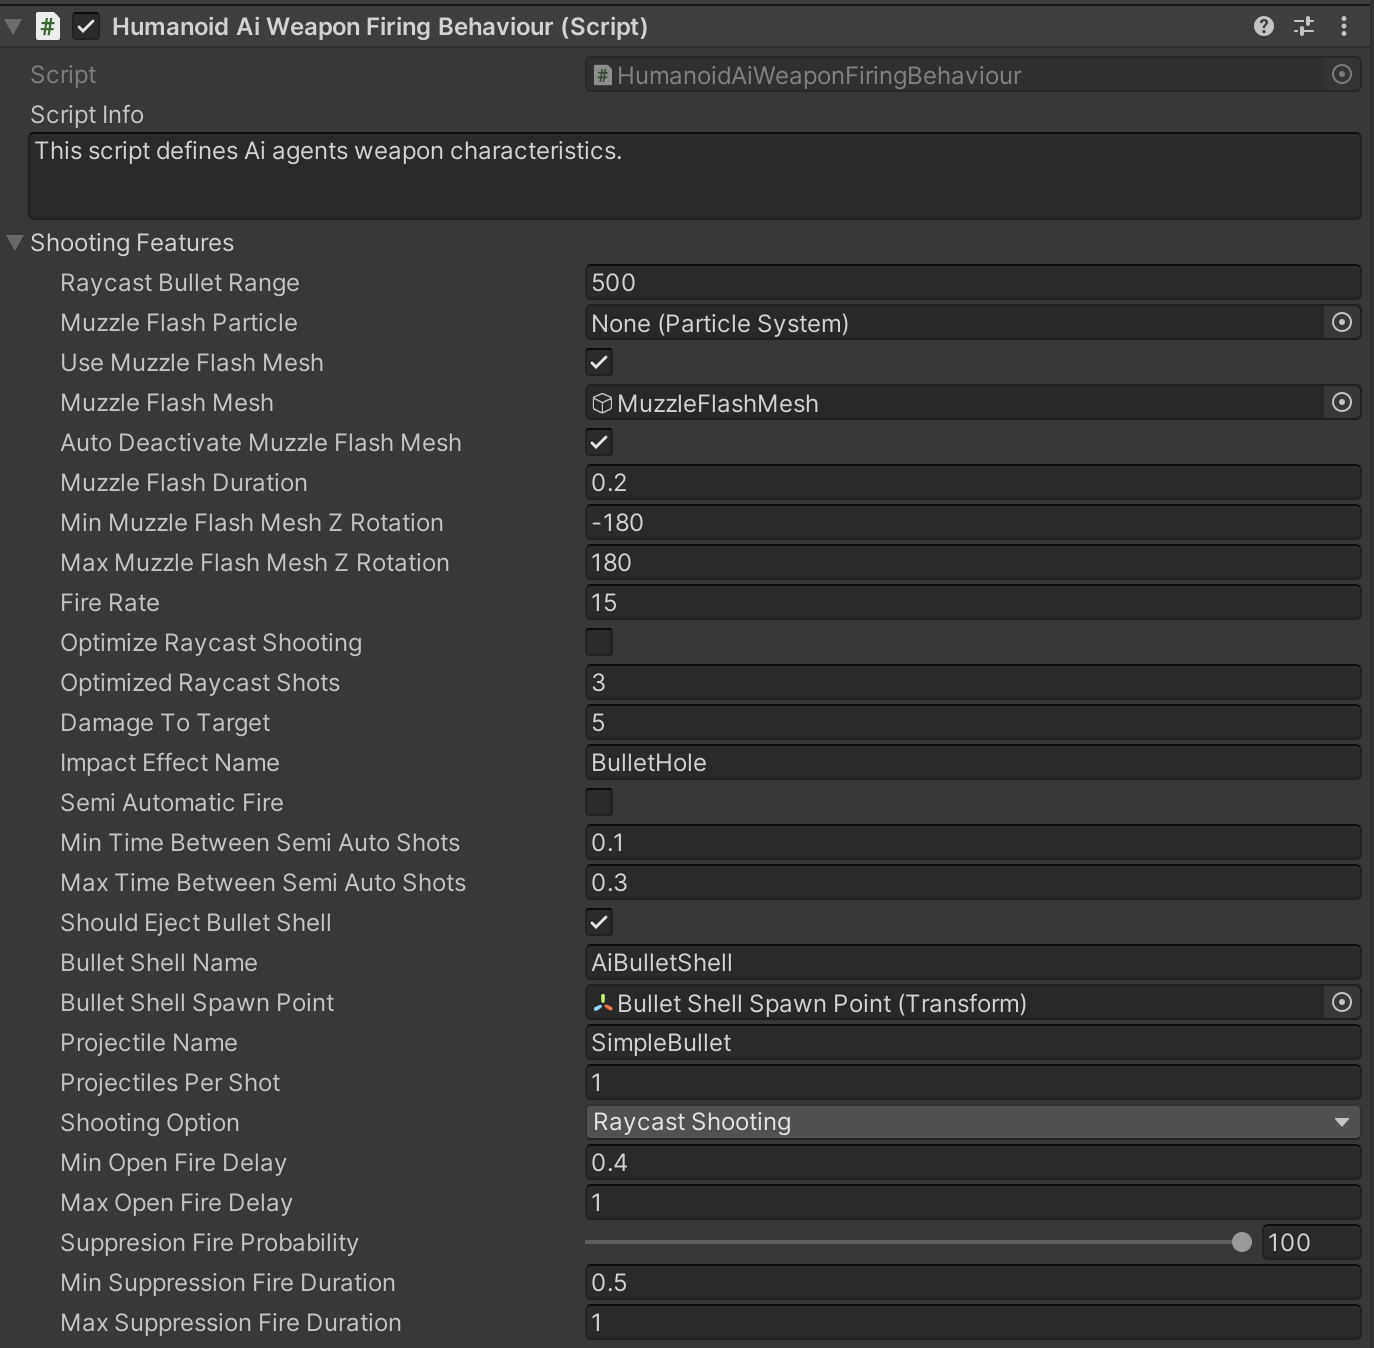 Humanoid Ai Weapon Firing Behaviour (Script)
Script # HumanoidAiWeaponFiringBehaviour
Script Info
This script defines Ai agents weapon characteristics.
Shooting Features
Raycast Bullet Range 500
Muzzle Flash Particle None (Particle System)
Use Muzzle Flash Mesh
Muzzle Flash Mesh MuzzleFlashMesh
Auto Deactivate Muzzle Flash Mesh
Muzzle Flash Duration 0.2
Min Muzzle Flash Mesh Z Rotation -180
Max Muzzle Flash Mesh Z Rotation 180
Fire Rate 15
Optimize Raycast Shooting
Optimized Raycast Shots 3
Damage To Target 5
Impact Effect Name BulletHole
Semi Automatic Fire
Min Time Between Semi Auto Shots 0.1
Max Time Between Semi Auto Shots 0.3
Should Eject Bullet Shell
Bullet Shell Name AiBulletShell
Bullet Shell Spawn Point Bullet Shell Spawn Point (Transform)
Projectile Name SimpleBullet
Projectiles Per Shot 1
Shooting Option Raycast Shooting
Min Open Fire Delay 0.4
Max Open Fire Delay 1
Suppresion Fire Probability 100
Min Suppression Fire Duration 0.5
Max Suppression Fire Duration 1